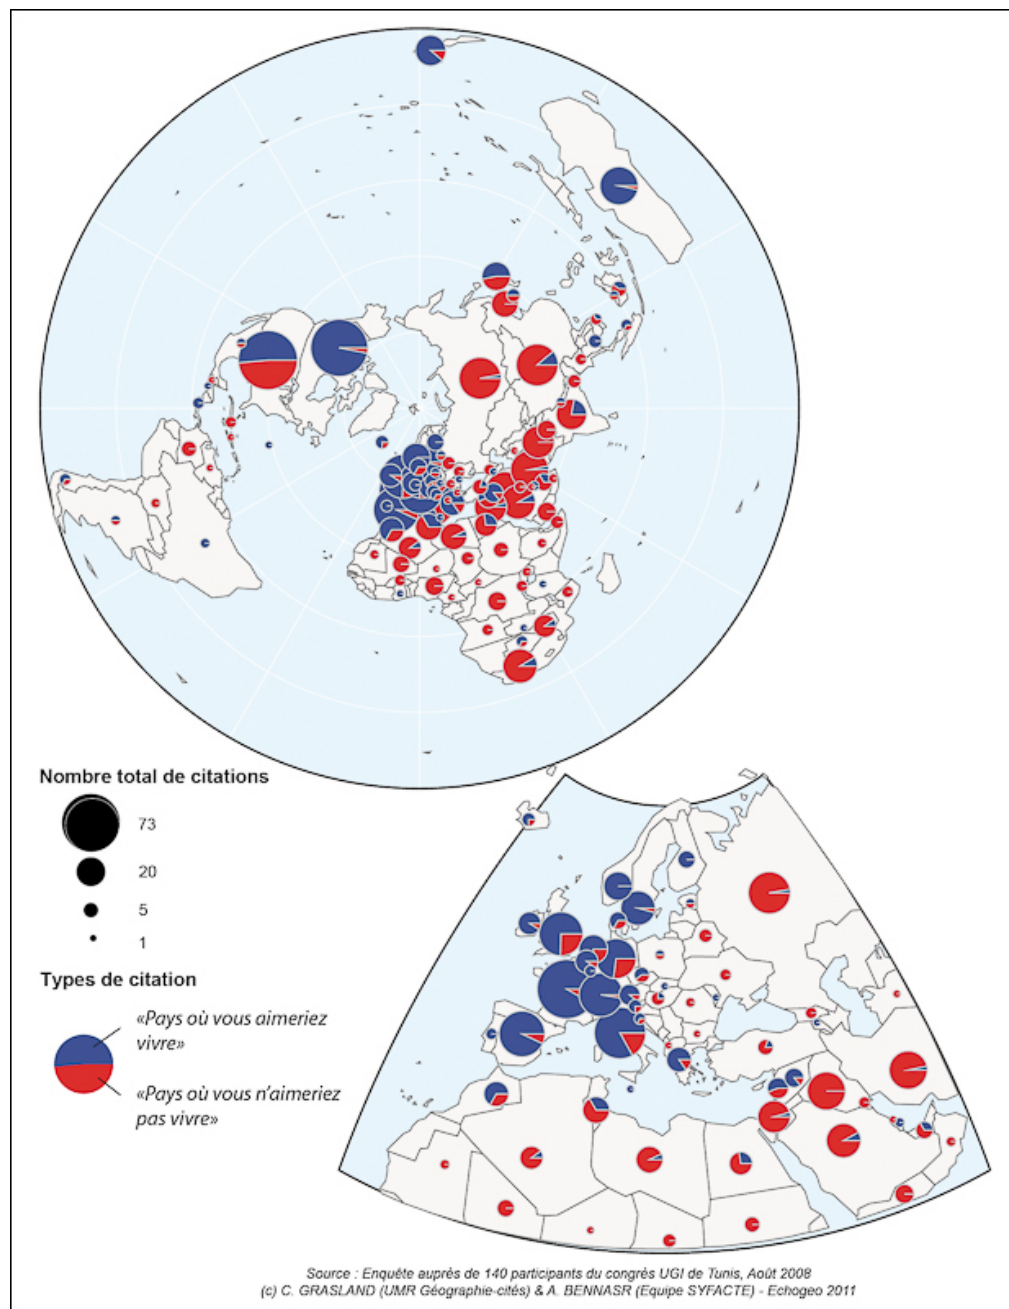 Nombre total de citations
73
20
5
1
Types de citation
«Pays où vous aimeriez
vivre»
«Pays où vous n'aimeriez
pas vivre»
Source : Enquête auprès de 140 participants du congrès UGI de Tunis, Août 2008
(c) C. GRASLAND (UMR Géographie-cités) & A. BENNASR (Equipe SYFACTE) - Echogeo 2011